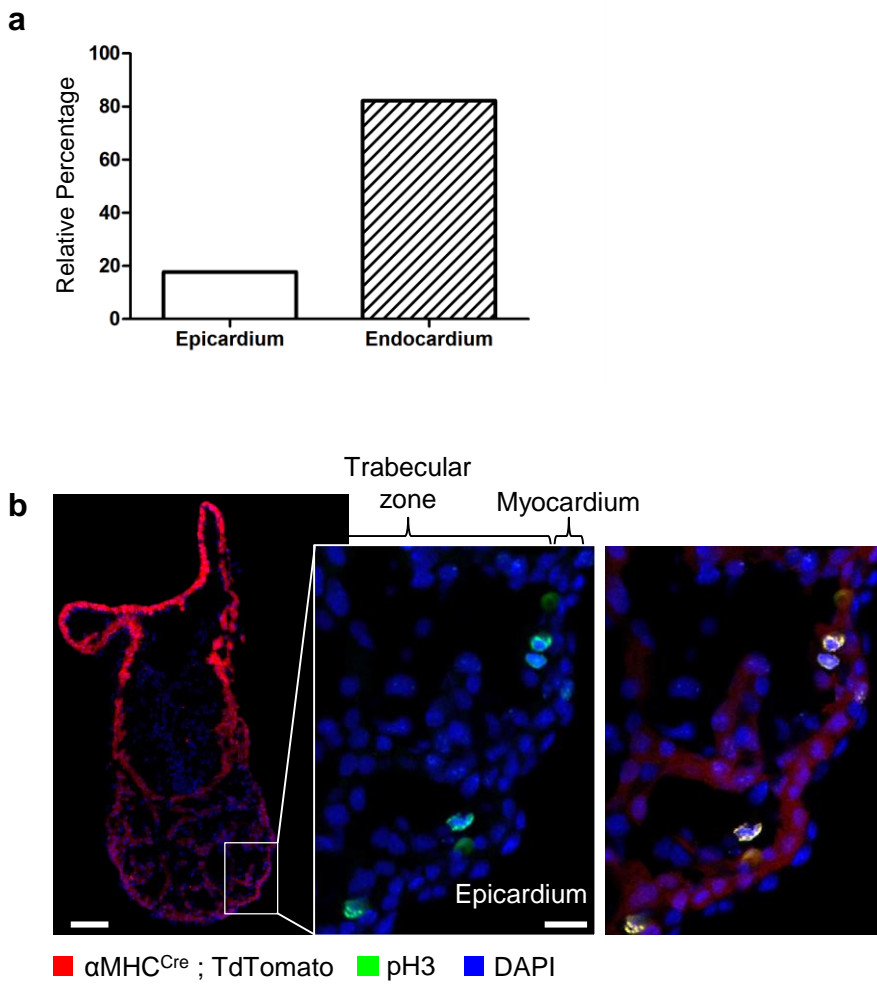 a
100
80
60
40
20
0
Relative Percentage
Epicardium
Endocardium
b
Trabecular
zone
Myocardium
Epicardium
αMHCCre ; TdTomato
pH3
DAPI